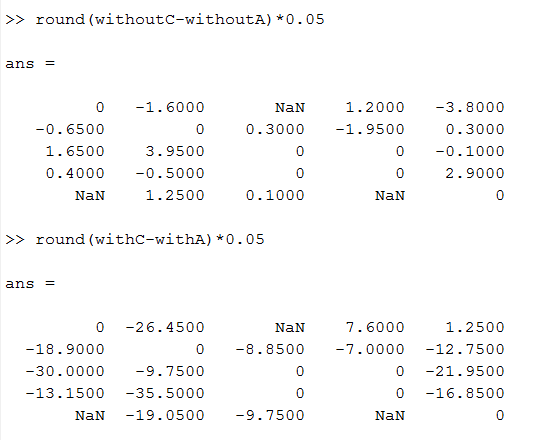 >> round(withoutC-withoutA)*0.05
ans =
0 -1.6000 NaN 1.2000 -3.8000
-0.6500 0 0.3000 -1.9500 0.3000
1.6500 3.9500 0 0 -0.1000
0.4000 -0.5000 0 0 2.9000
NaN 1.2500 0.1000 NaN 0
>> round(withC-withA)*0.05
ans =
0 -26.4500 NaN 7.6000 1.2500
-18.9000 0 -8.8500 -7.0000 -12.7500
-30.0000 -9.7500 0 0 -21.9500
-13.1500 -35.5000 0 0 -16.8500
NaN -19.0500 -9.7500 NaN 0